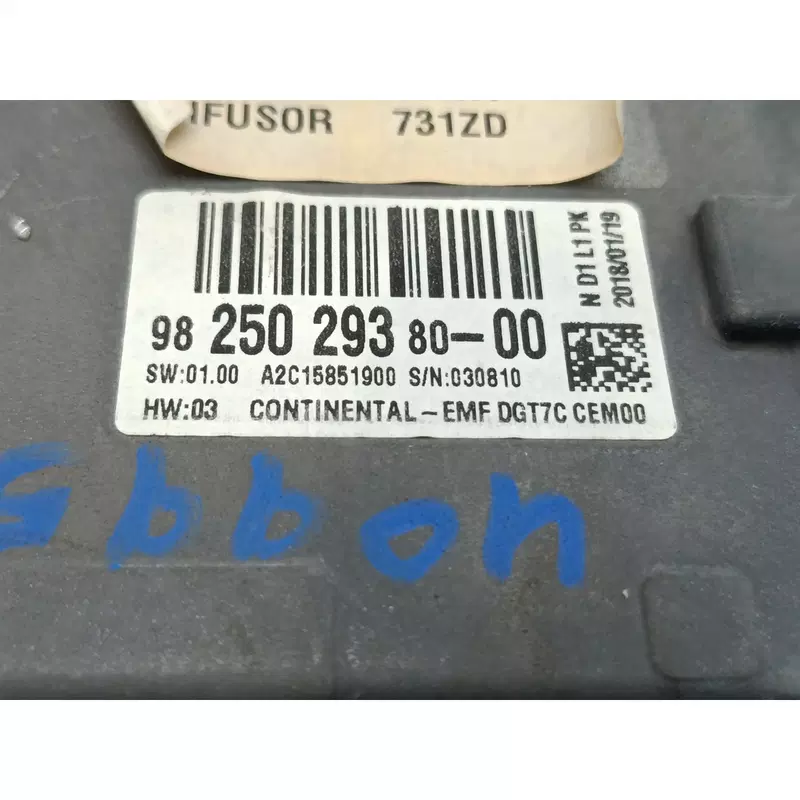 IFUSOR 731ZD
98 250 293 80-00
SW:01.00 A2C15851900 S/N:030810
HW:03 CONTINENTAL-EMF DGT7C CEM00
N D1 L1 PK
2018/01/19